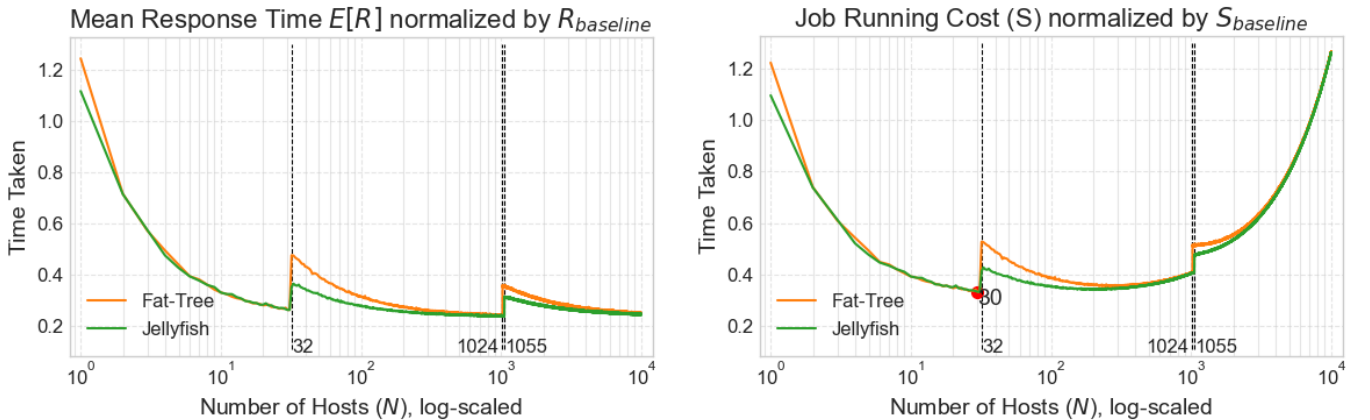 Mean Response Time E[R] normalized by R_baseline
Time Taken
1.2
1.0
0.8
0.6
0.4
0.2
Fat-Tree
Jellyfish
32
1024
1055
10^0
10^1
10^2
10^3
10^4
Number of Hosts (N), log-scaled
Job Running Cost (S) normalized by S_baseline
Time Taken
1.2
1.0
0.8
0.6
0.4
0.2
30
Fat-Tree
Jellyfish
32
1024
1055
10^0
10^1
10^2
10^3
10^4
Number of Hosts (N), log-scaled